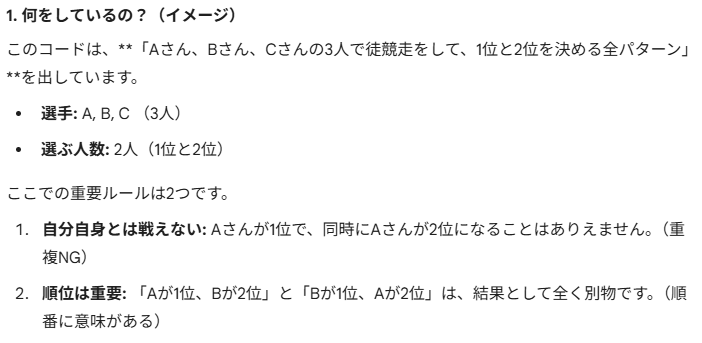 1. 何をしているの？（イメージ）
このコードは、**「Aさん、Bさん、Cさんの3人で徒競走をして、1位と2位を決める全パターン」
**を出しています。
• 選手: A, B, C （3人）
• 選ぶ人数: 2人（1位と2位）
ここでの重要ルールは2つです。
1. 自分自身とは戦えない: Aさんが1位で、同時にAさんが2位になることはありえません。（重
複NG）
2. 順位は重要: 「Aが1位、Bが2位」と「Bが1位、Aが2位」は、結果として全く別物です。（順
番に意味がある）